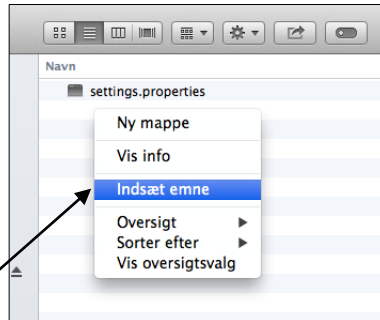 Navn
settings.properties
Ny mappe
Vis info
Indsæt emne
Oversigt
Sorter efter
Vis oversigtsvalg